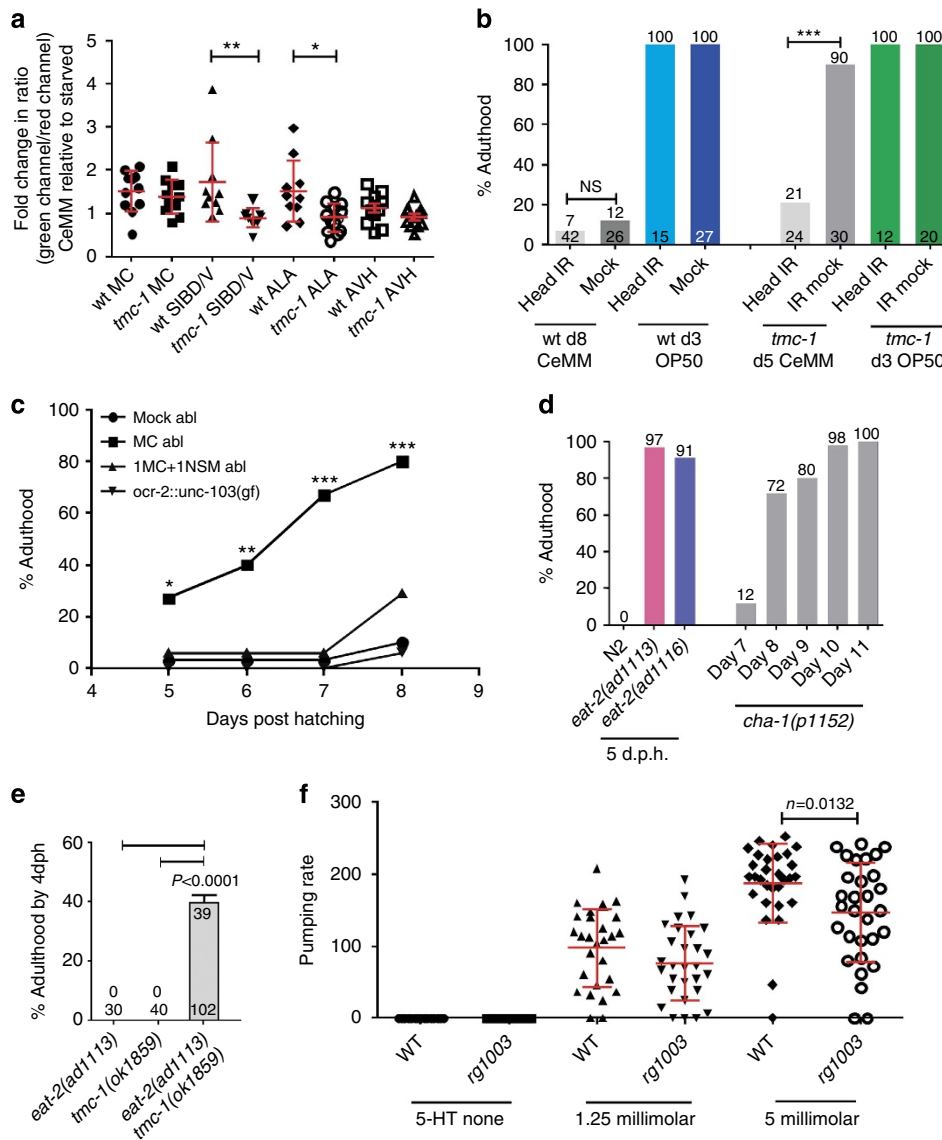 a
Fold change in ratio
(green channel/red channel)
CeMM relative to starved
5
4
3
2
1
0
**
*
wt MC
tmc-1 MC
wt SIBD/V
tmc-1 SIBD/V
wt ALA
tmc-1 ALA
wt AVH
tmc-1 AVH
b
% Aduthood
100
80
60
40
20
0
NS
***
7
12
100
100
21
90
100
100
42
26
15
27
24
30
12
20
Head IR
Mock
Head IR
Mock
Head IR
IR mock
Head IR
IR mock
wt d8
CeMM
wt d3
OP50
tmc-1
d5 CeMM
tmc-1
d3 OP50
c
% Aduthood
100
80
60
40
20
0
Mock abl
MC abl
1MC+1NSM abl
ocr-2::unc-103(gf)
*
**
***
***
4
5
6
7
8
9
Days post hatching
d
% Aduthood
100
80
60
40
20
0
0
97
91
12
72
80
98
100
N2
eat-2(ad1113)
eat-2(ad1116)
Day 7
Day 8
Day 9
Day 10
Day 11
5 d.p.h.
cha-1(p1152)
e
% Adulthood by 4dph
60
40
20
0
P<0.0001
0
0
39
30
40
102
eat-2(ad1113)
tmc-1(ok1859)
eat-2(ad1113)
tmc-1(ok1859)
f
Pumping rate
300
200
100
0
n=0.0132
WT
rg1003
WT
rg1003
WT
rg1003
5-HT none
1.25 millimolar
5 millimolar